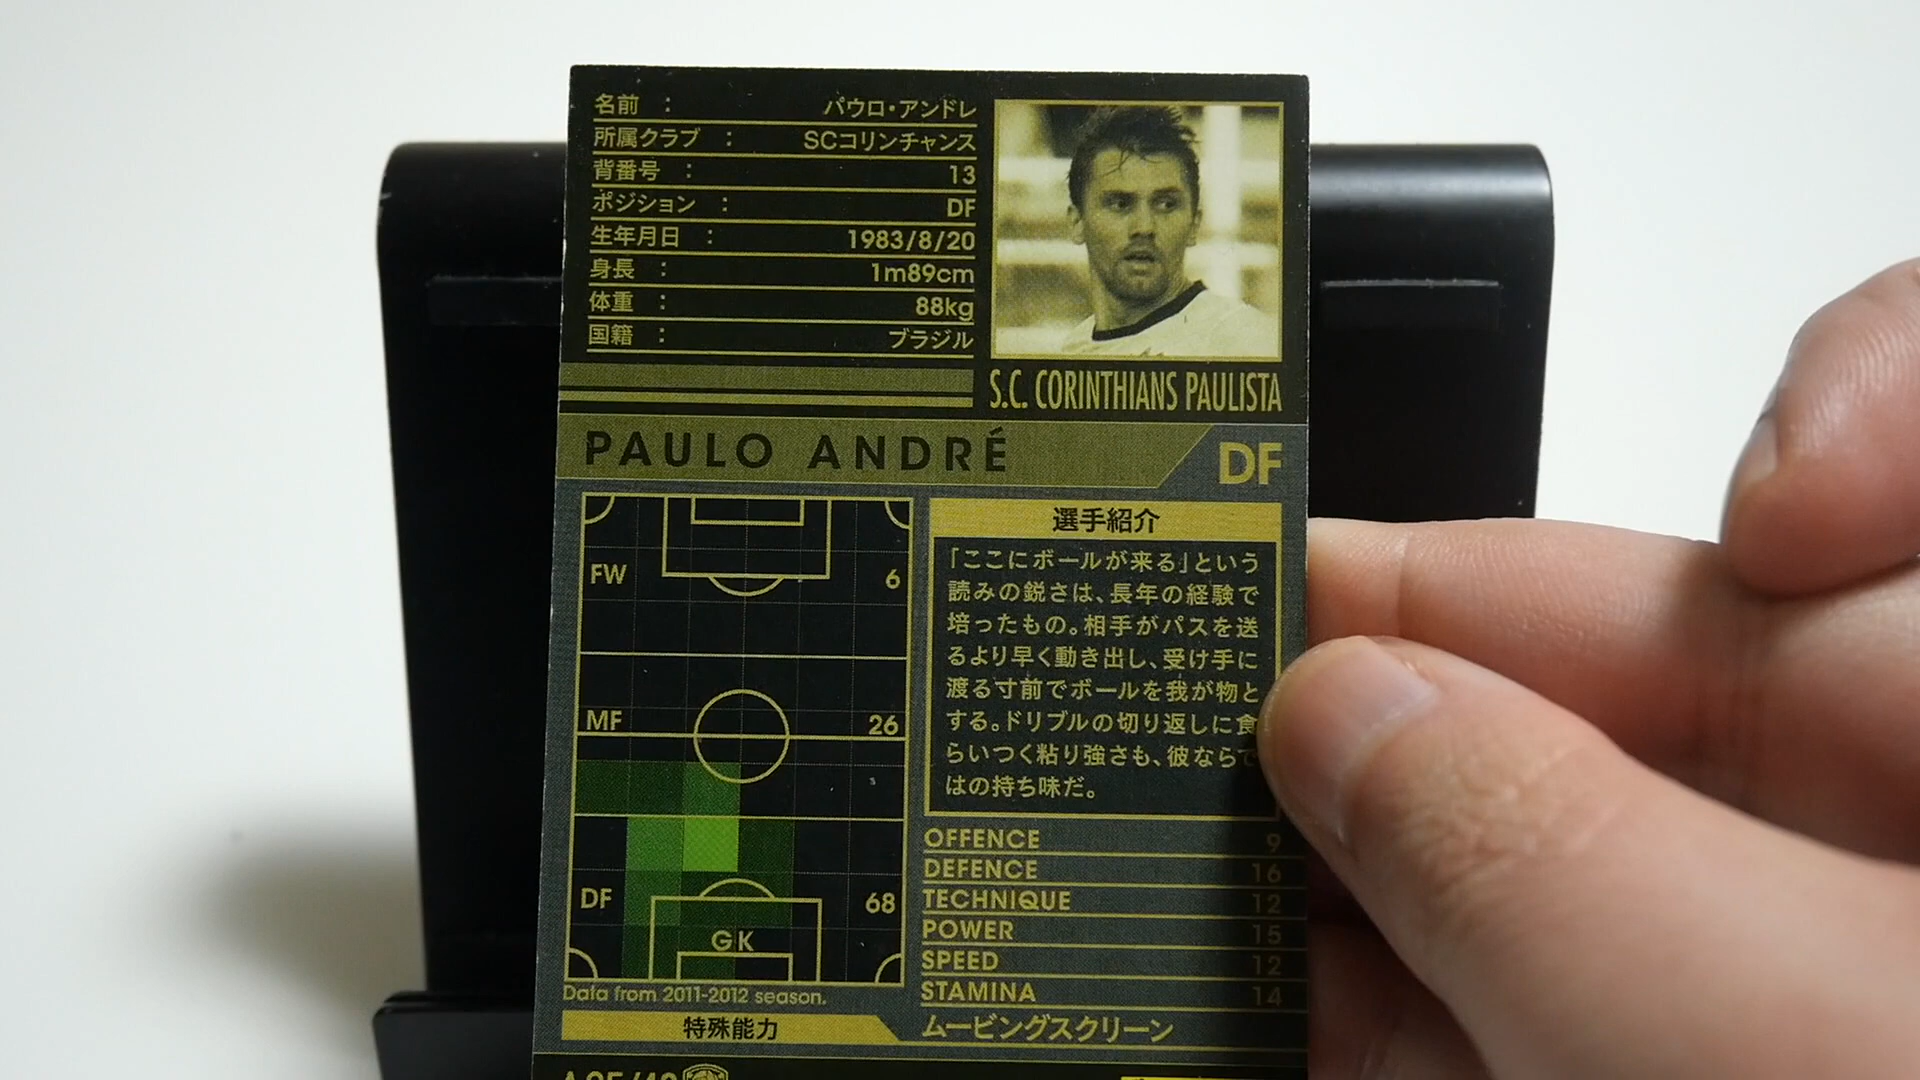 名前 : パウロ・アンドレ
所属クラブ : SCコリンチャンス
背番号 : 13
ポジション : DF
生年月日 : 1983/8/20
身長 : 1m89cm
体重 : 88kg
国籍 : ブラジル
S.C. CORINTHIANS PAULISTA
PAULO ANDRÉ DF
FW 6
MF 26
DF 68
GK
Data from 2011-2012 season.
選手紹介
「ここにボールが来る」という
読みの鋭さは、長年の経験で
培ったもの。相手がパスを送
るより早く動き出し、受け手に
渡る寸前でボールを我が物と
する。ドリブルの切り返しに食
らいつく粘り強さも、彼ならで
はの持ち味だ。
OFFENCE 9
DEFENCE 16
TECHNIQUE 12
POWER 15
SPEED 12
STAMINA 14
特殊能力 ムービングスクリーン